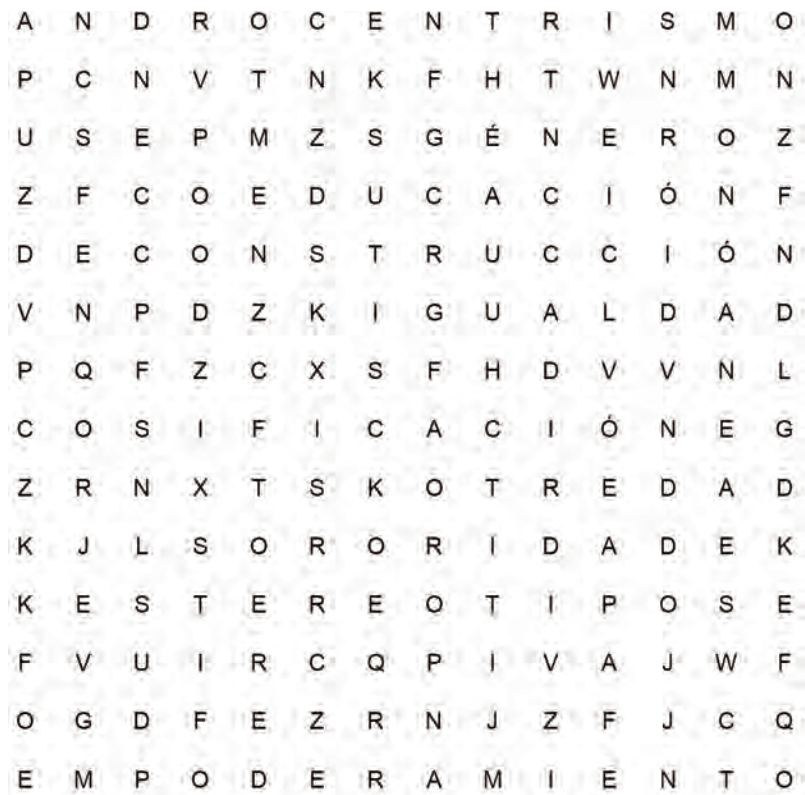 A N D R O C E N T R I S M O
P C N V T N K F H T W N M N
U S E P M Z S G É N E R O Z
Z F C O E D U C A C I Ó N F
D E C O N S T R U C C I Ó N
V N P D Z K I G U A L D A D
P Q F Z C X S F H D V V N L
C O S I F I C A C I Ó N E G
Z R N X T S K O T R E D A D
K J L S O R O R I D A D E K
K E S T E R E O T I P O S E
F V U I R C Q P I V A J W F
O G D F E Z R N J Z F J C Q
E M P O D E R A M I E N T O